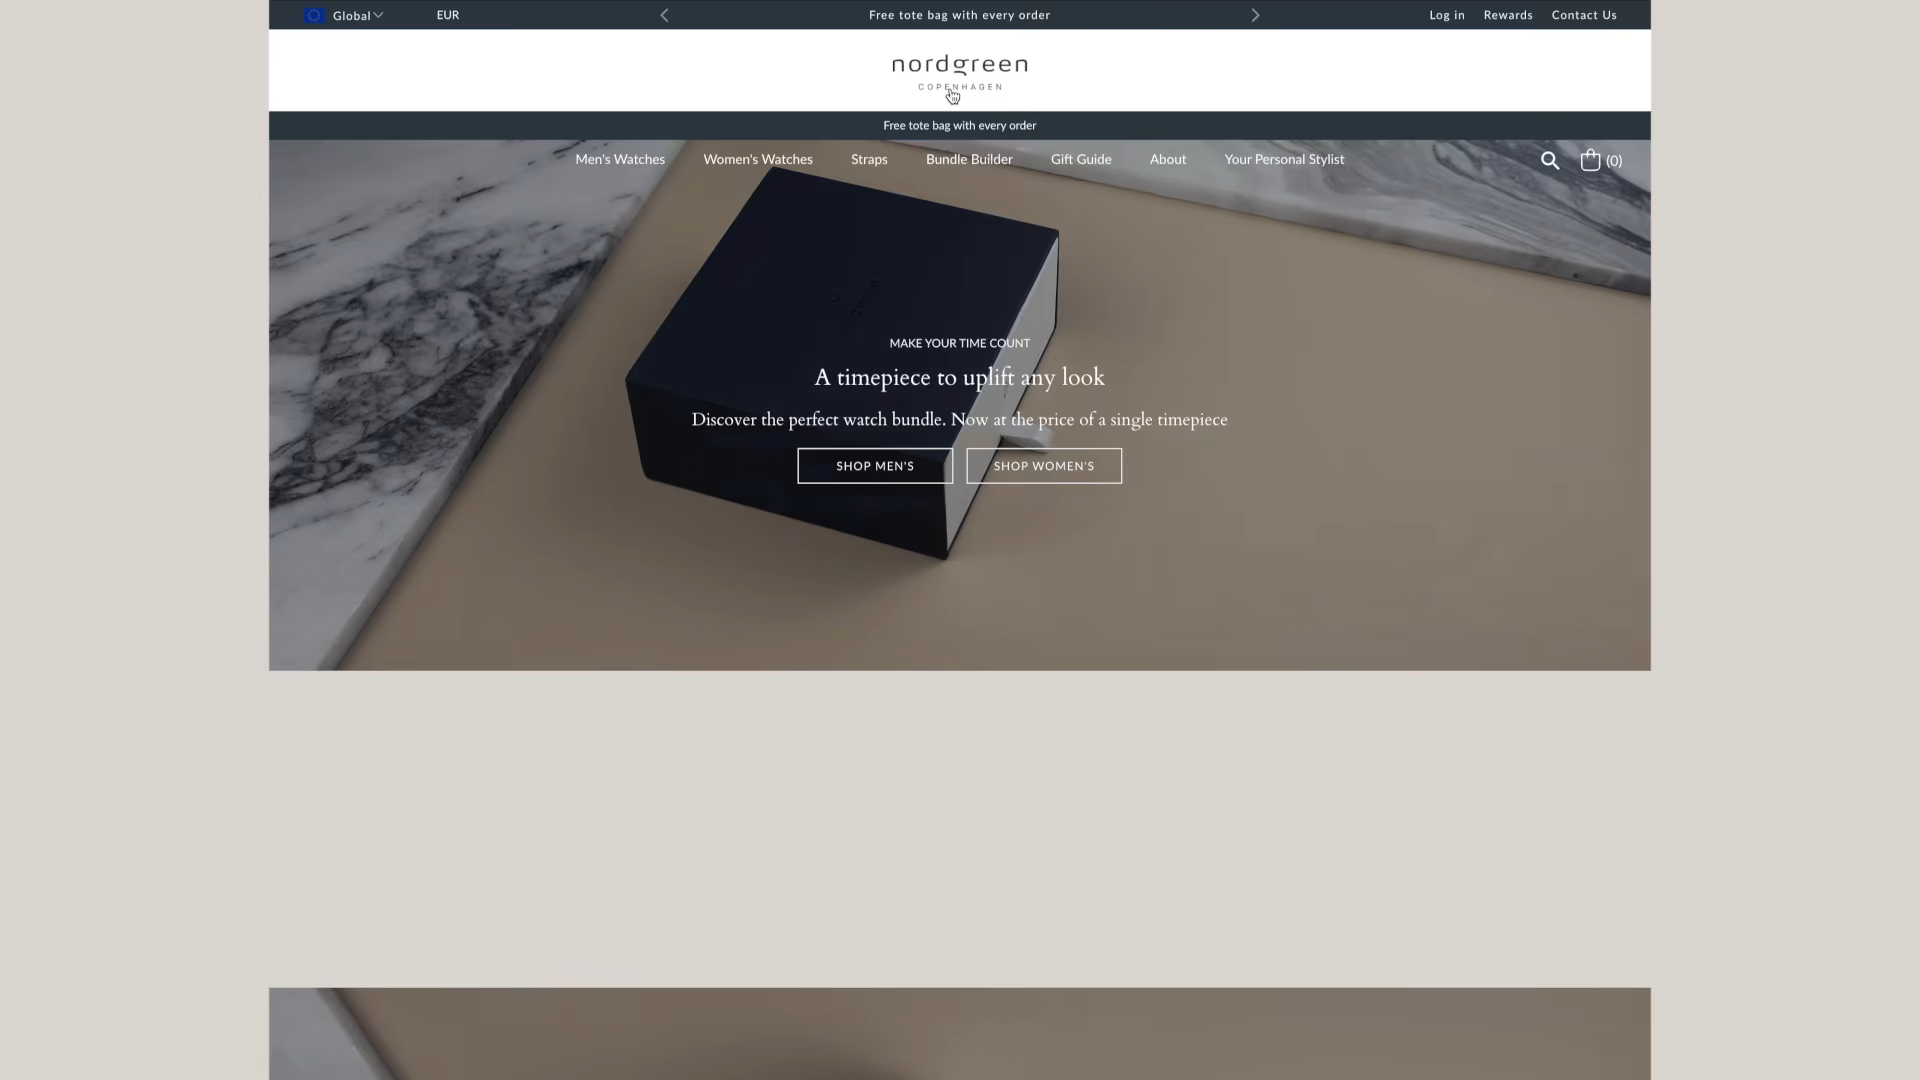 Global
EUR
Free tote bag with every order
Log in
Rewards
Contact Us
nordgreen
COPENHAGEN
Free tote bag with every order
Men's Watches
Women's Watches
Straps
Bundle Builder
Gift Guide
About
Your Personal Stylist
(0)
MAKE YOUR TIME COUNT
A timepiece to uplift any look
Discover the perfect watch bundle. Now at the price of a single timepiece
SHOP MEN'S
SHOP WOMEN'S